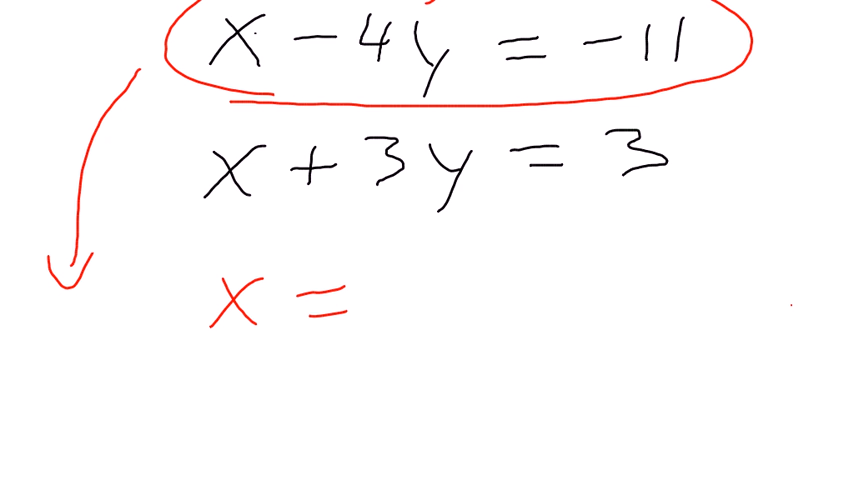 x - 4y = -11
x + 3y = 3
x =